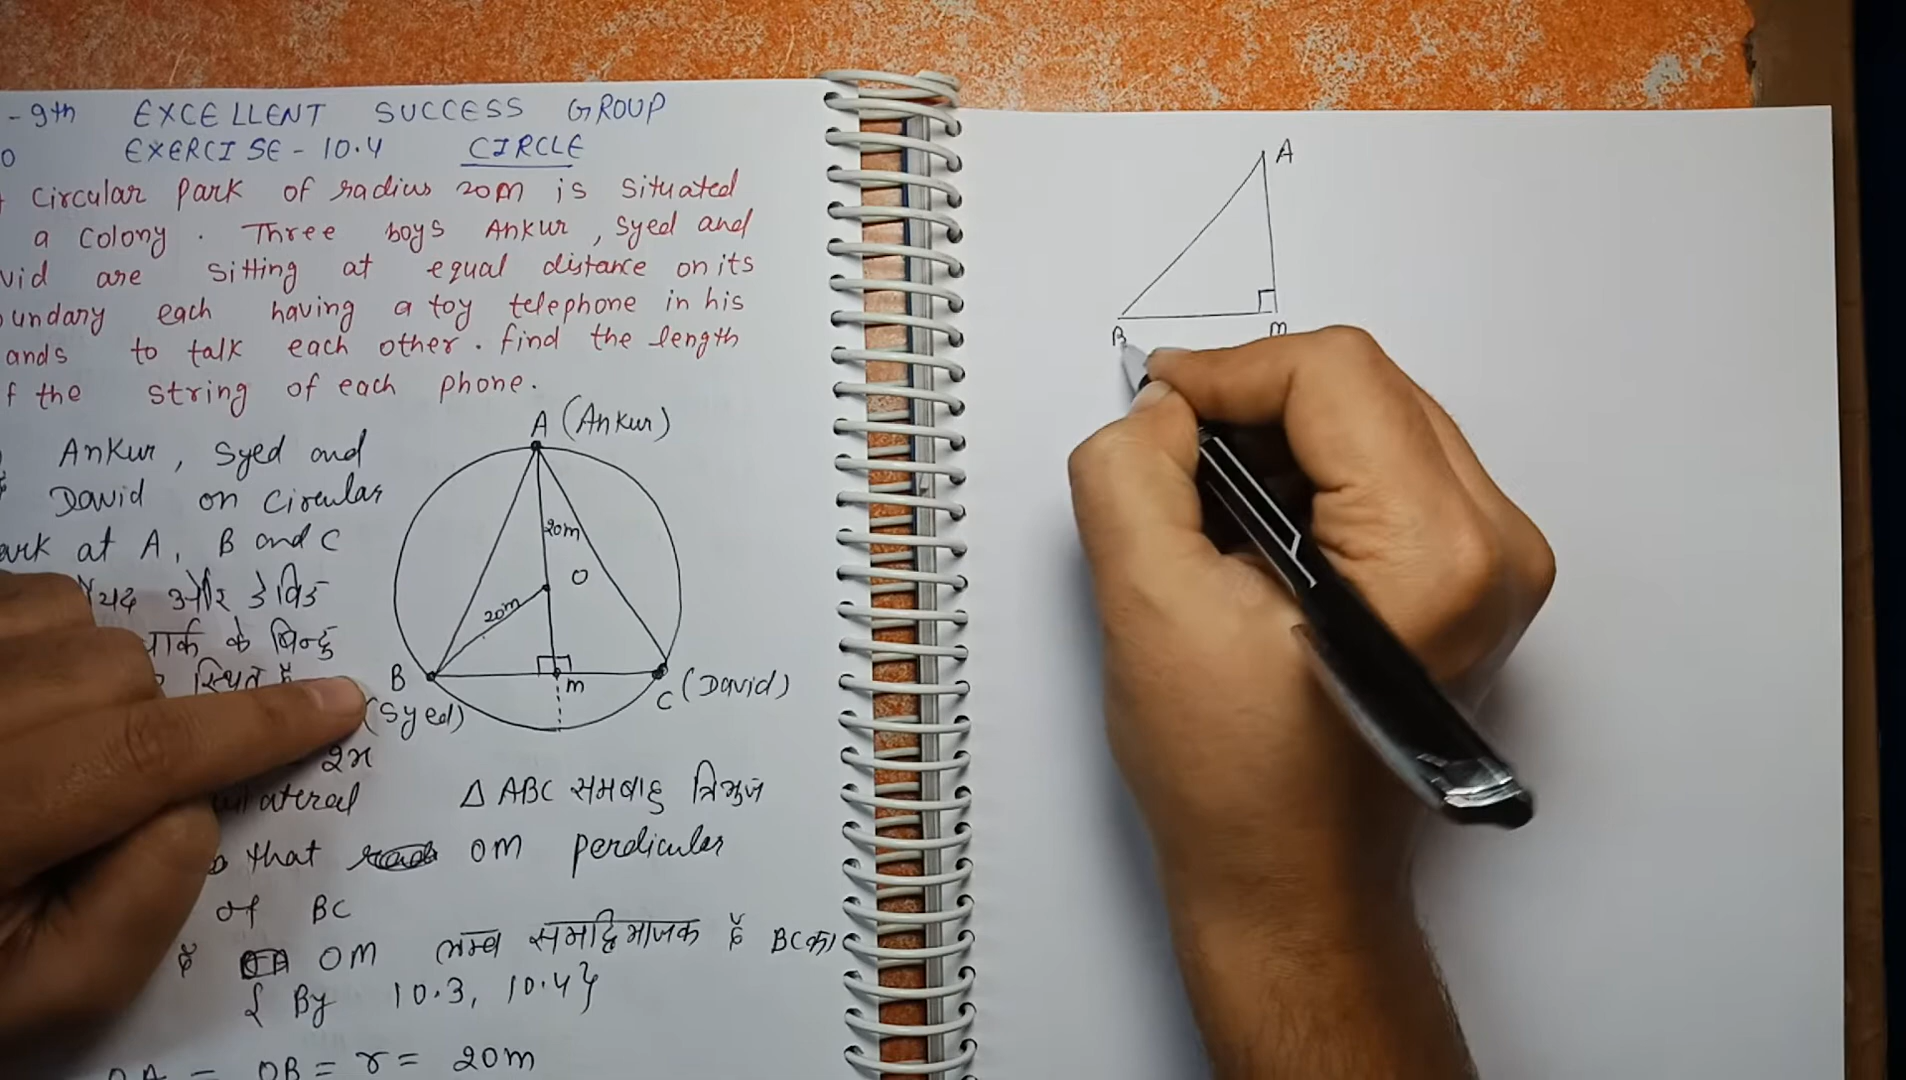 - 9th EXCELLENT SUCCESS GROUP
EXERCISE - 10.4 CIRCLE
Circular park of radius 20m is situated
a colony. Three boys Ankur, Syed and
vid are sitting at equal distance on its
oundary each having a toy telephone in his
ands to talk each other. find the length
f the string of each phone.
Ankur, Syed and
David on Circular
ark at A, B and C
और डेविड
पार्क के बिन्दु
स्थित हैं
2x
ilateral
Δ ABC समबाहु त्रिभुज
that OM perdicular
of BC
है OM लम्ब समद्विभाजक है BC का
{ By 10.3, 10.4}
OA = OB = r = 20m
A (Ankur)
20m
O
20m
B
(Syed)
m
C (David)
A
B
m